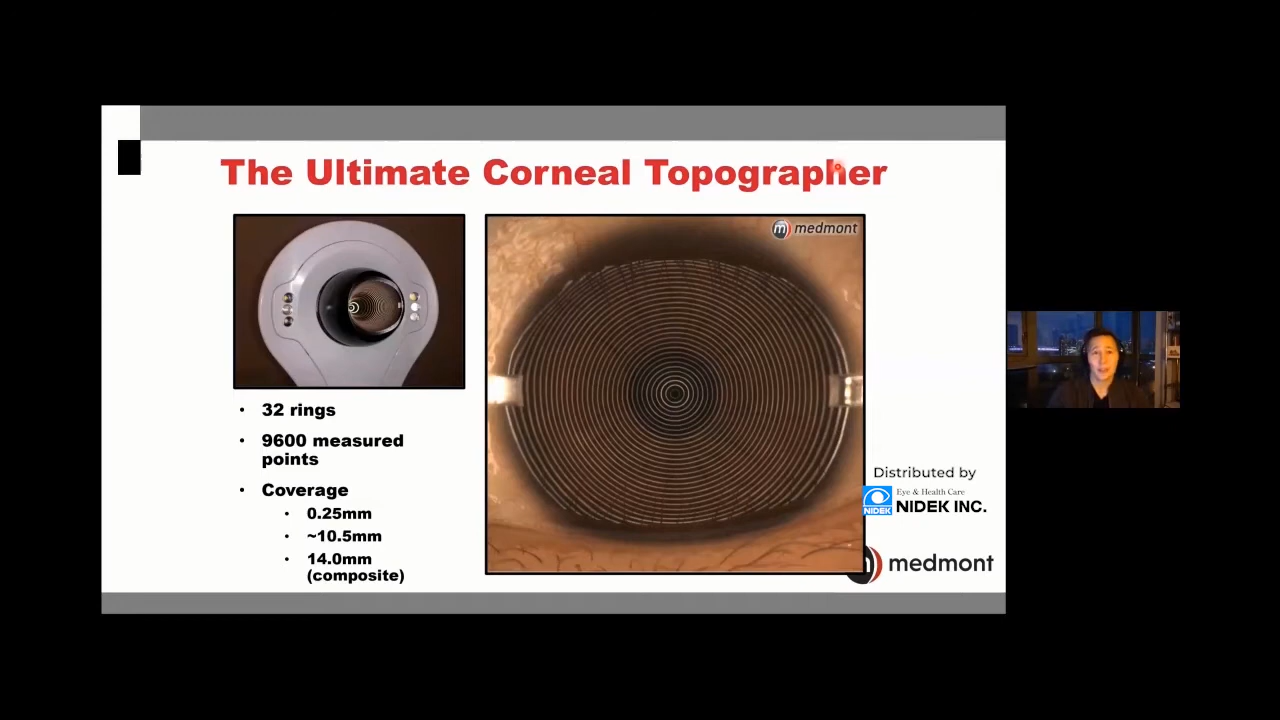 The Ultimate Corneal Topographer
medmont
32 rings
9600 measured
points
Coverage
0.25mm
~10.5mm
14.0mm
(composite)
Distributed by
Eye & Health Care
NIDEK
NIDEK INC.
medmont